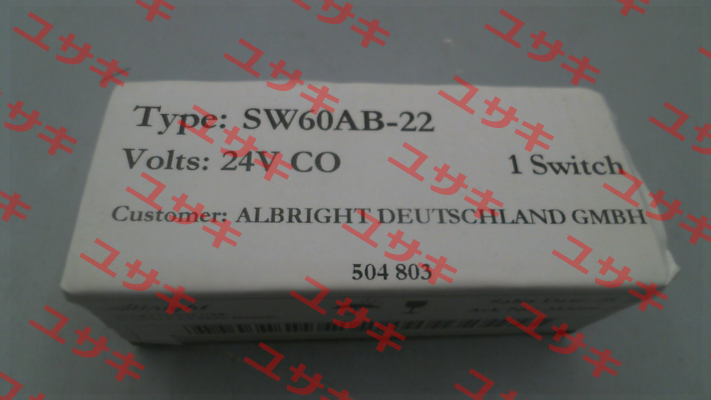 Type: SW60AB-22
Volts: 24V CO 1 Switch
Customer: ALBRIGHT DEUTSCHLAND GMBH
504 803
ユサキ